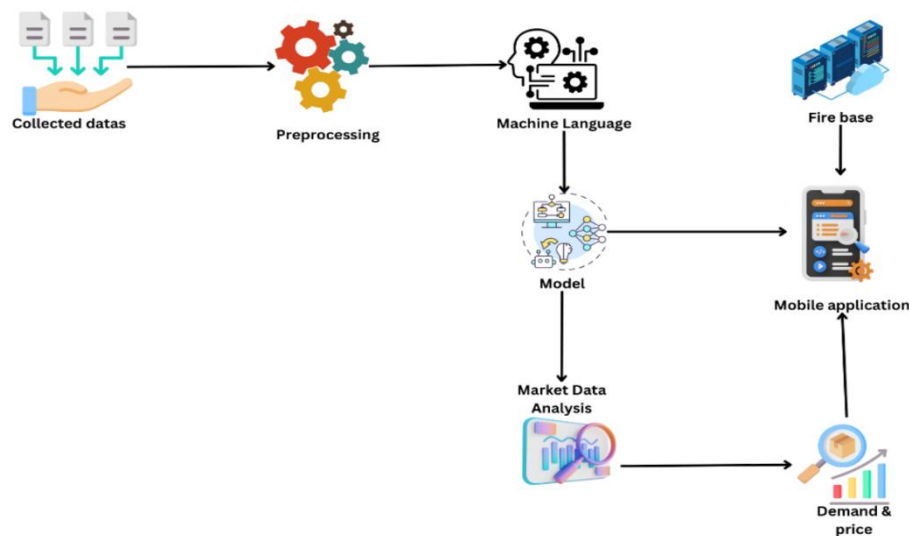 Collected datas
Preprocessing
Machine Language
Fire base
Model
Mobile application
Market Data
Analysis
Demand &
price